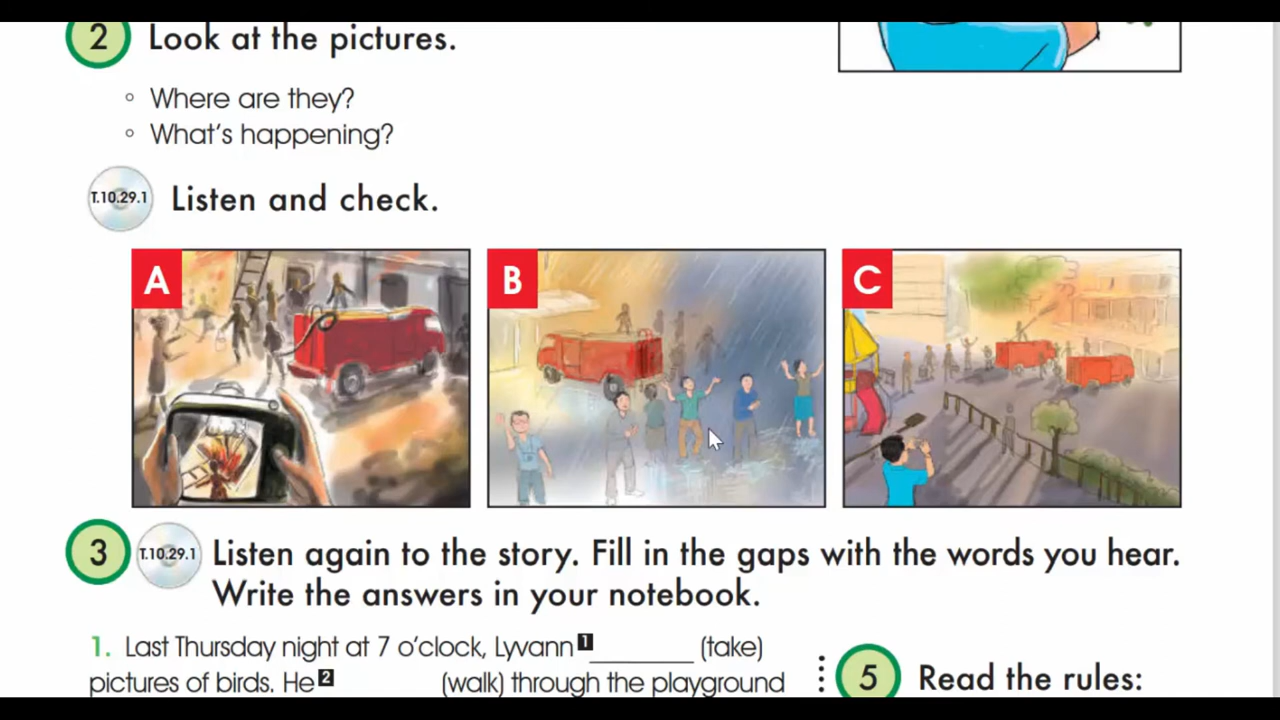 2 Look at the pictures.
° Where are they?
° What's happening?
T.10.29.1 Listen and check.
A B C
3 T.10.29.1 Listen again to the story. Fill in the gaps with the words you hear.
Write the answers in your notebook.
1. Last Thursday night at 7 o'clock, Lyvann 1 ________ (take)
pictures of birds. He 2 (walk) through the playground
5 Read the rules: